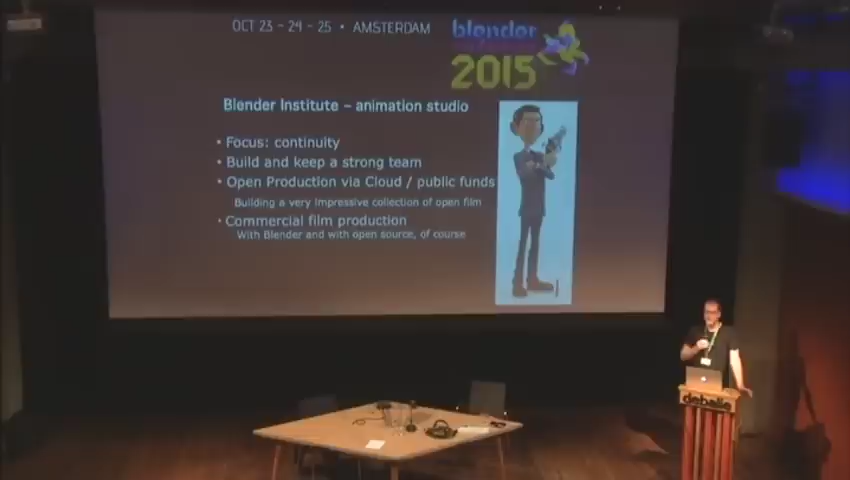 OCT 23 - 24 - 25 • AMSTERDAM
blender
2015
Blender Institute – animation studio
• Focus: continuity
• Build and keep a strong team
• Open Production via Cloud / public funds
Building a very impressive collection of open film
• Commercial film production
With Blender and with open source, of course
debalie